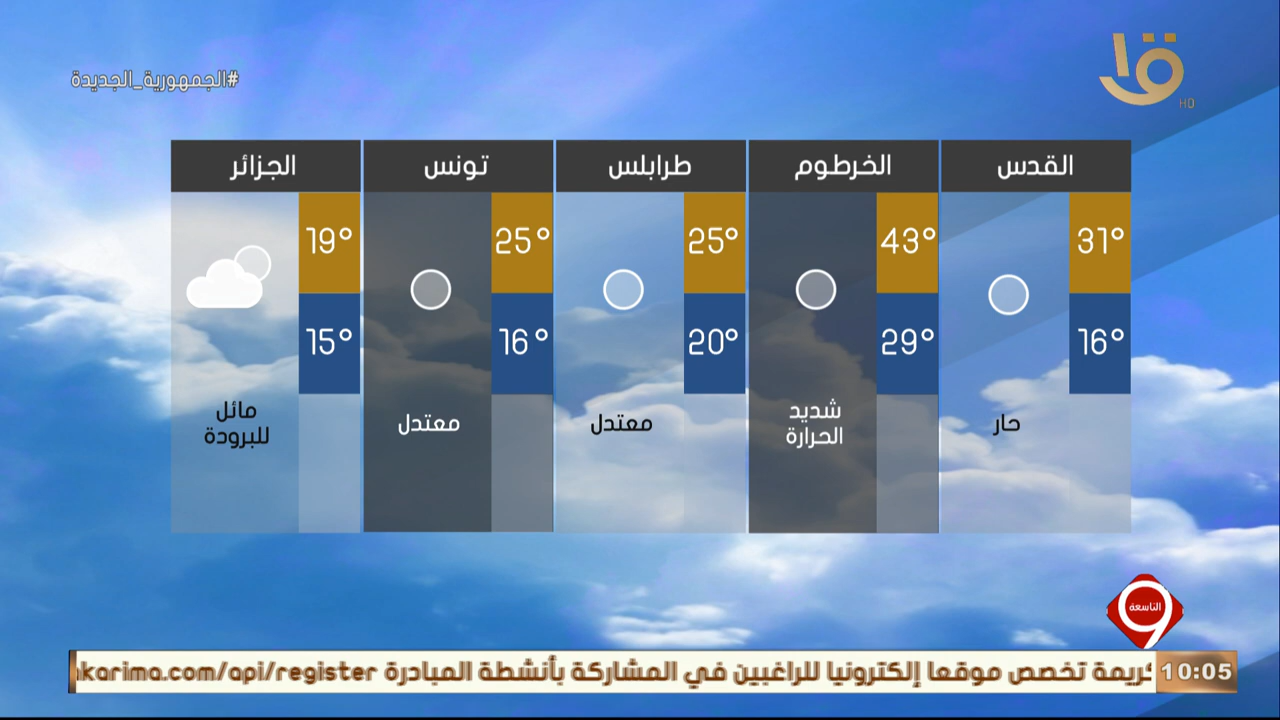 #الجمهورية_الجديدة
HD
القدس
31°
16°
حار
الخرطوم
43°
29°
شديد
الحرارة
طرابلس
25°
20°
معتدل
تونس
25°
16°
معتدل
الجزائر
19°
15°
مائل
للبرودة
التاسعة
9
10:05
كريمة تخصص موقعا إلكترونيا للراغبين في المشاركة بأنشطة المبادرة karima.com/api/register